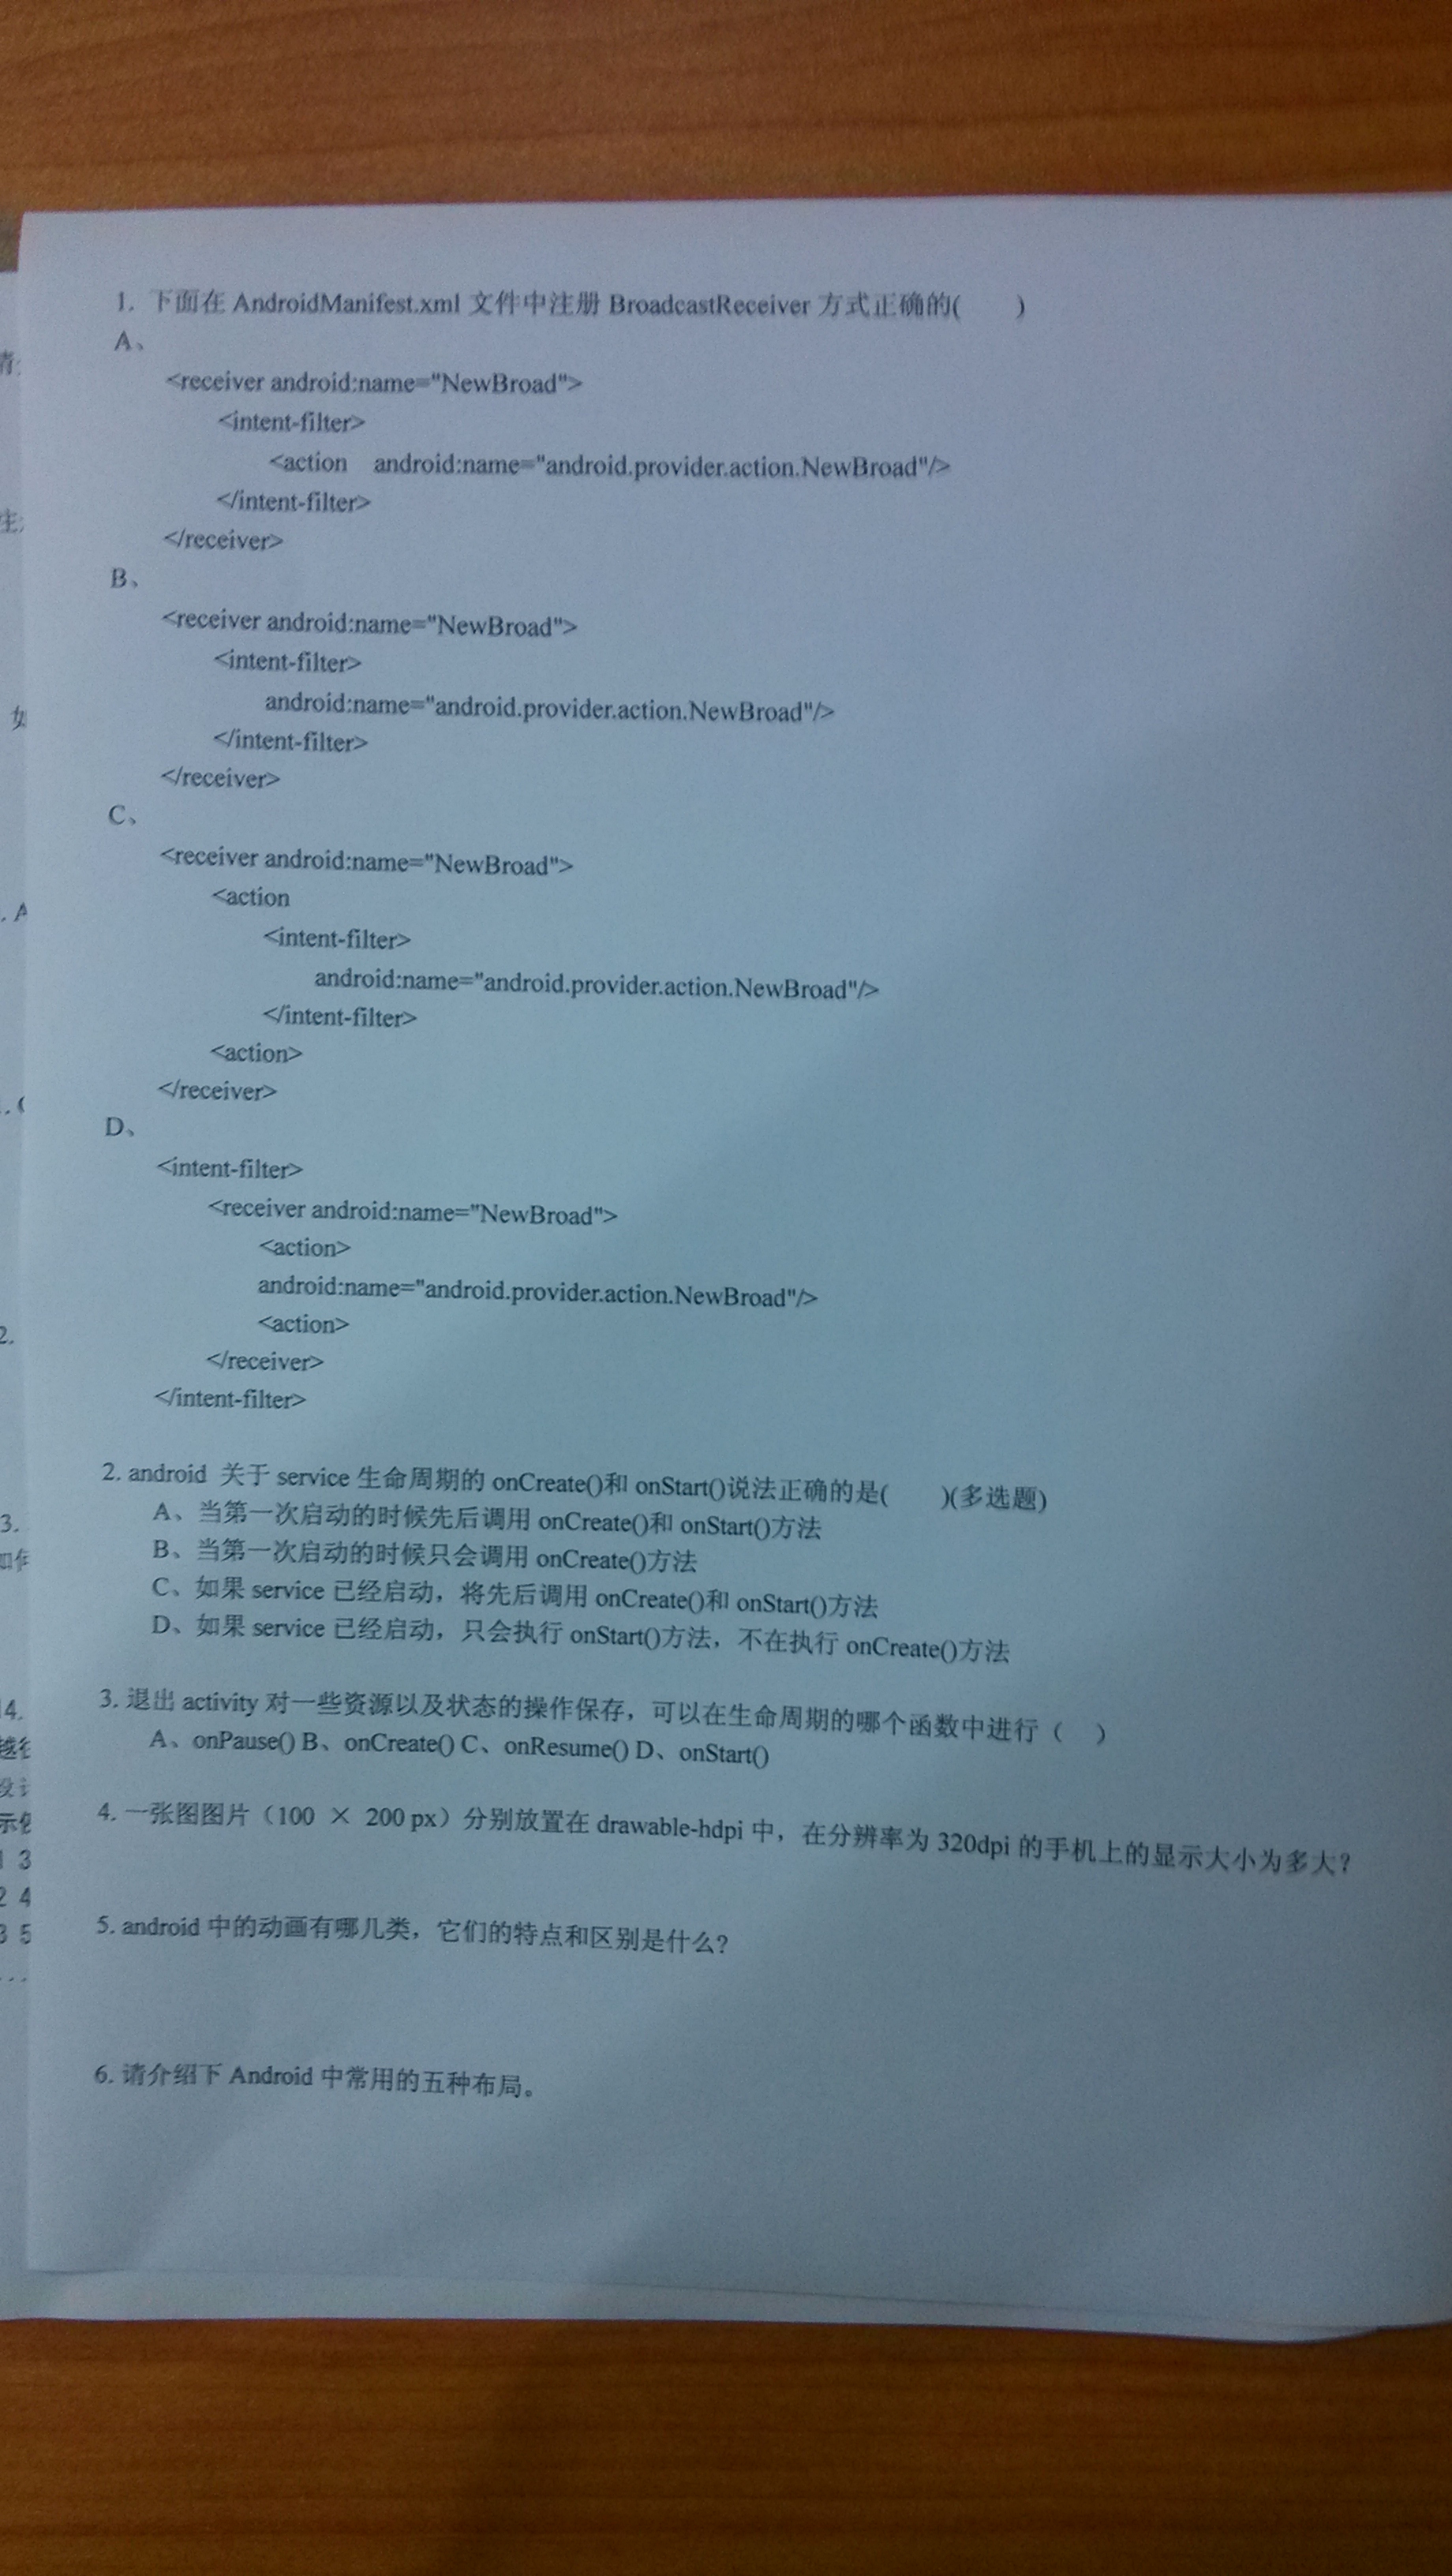 1. 下面在 AndroidManifest.xml 文件中注册 BroadcastReceiver 方式正确的( )
A、
<receiver android:name="NewBroad">
<intent-filter>
<action android:name="android.provider.action.NewBroad"/>
</intent-filter>
</receiver>
B、
<receiver android:name="NewBroad">
<intent-filter>
android:name="android.provider.action.NewBroad"/>
</intent-filter>
</receiver>
C、
<receiver android:name="NewBroad">
<action
<intent-filter>
android:name="android.provider.action.NewBroad"/>
</intent-filter>
<action>
</receiver>
D、
<intent-filter>
<receiver android:name="NewBroad">
<action>
android:name="android.provider.action.NewBroad"/>
<action>
</receiver>
</intent-filter>
2. android 关于 service 生命周期的 onCreate()和 onStart()说法正确的是( )(多选题)
A、当第一次启动的时候先后调用 onCreate()和 onStart()方法
B、当第一次启动的时候只会调用 onCreate()方法
C、如果 service 已经启动，将先后调用 onCreate()和 onStart()方法
D、如果 service 已经启动，只会执行 onStart()方法，不在执行 onCreate()方法
3. 退出 activity 对一些资源以及状态的操作保存，可以在生命周期的哪个函数中进行（ ）
A、onPause() B、onCreate() C、onResume() D、onStart()
4. 一张图图片（100 × 200 px）分别放置在 drawable-hdpi 中，在分辨率为 320dpi 的手机上的显示大小为多大？
5. android 中的动画有哪几类，它们的特点和区别是什么？
6. 请介绍下 Android 中常用的五种布局。
如
. A
2.
3.
14.
1 3
2 4
3 5